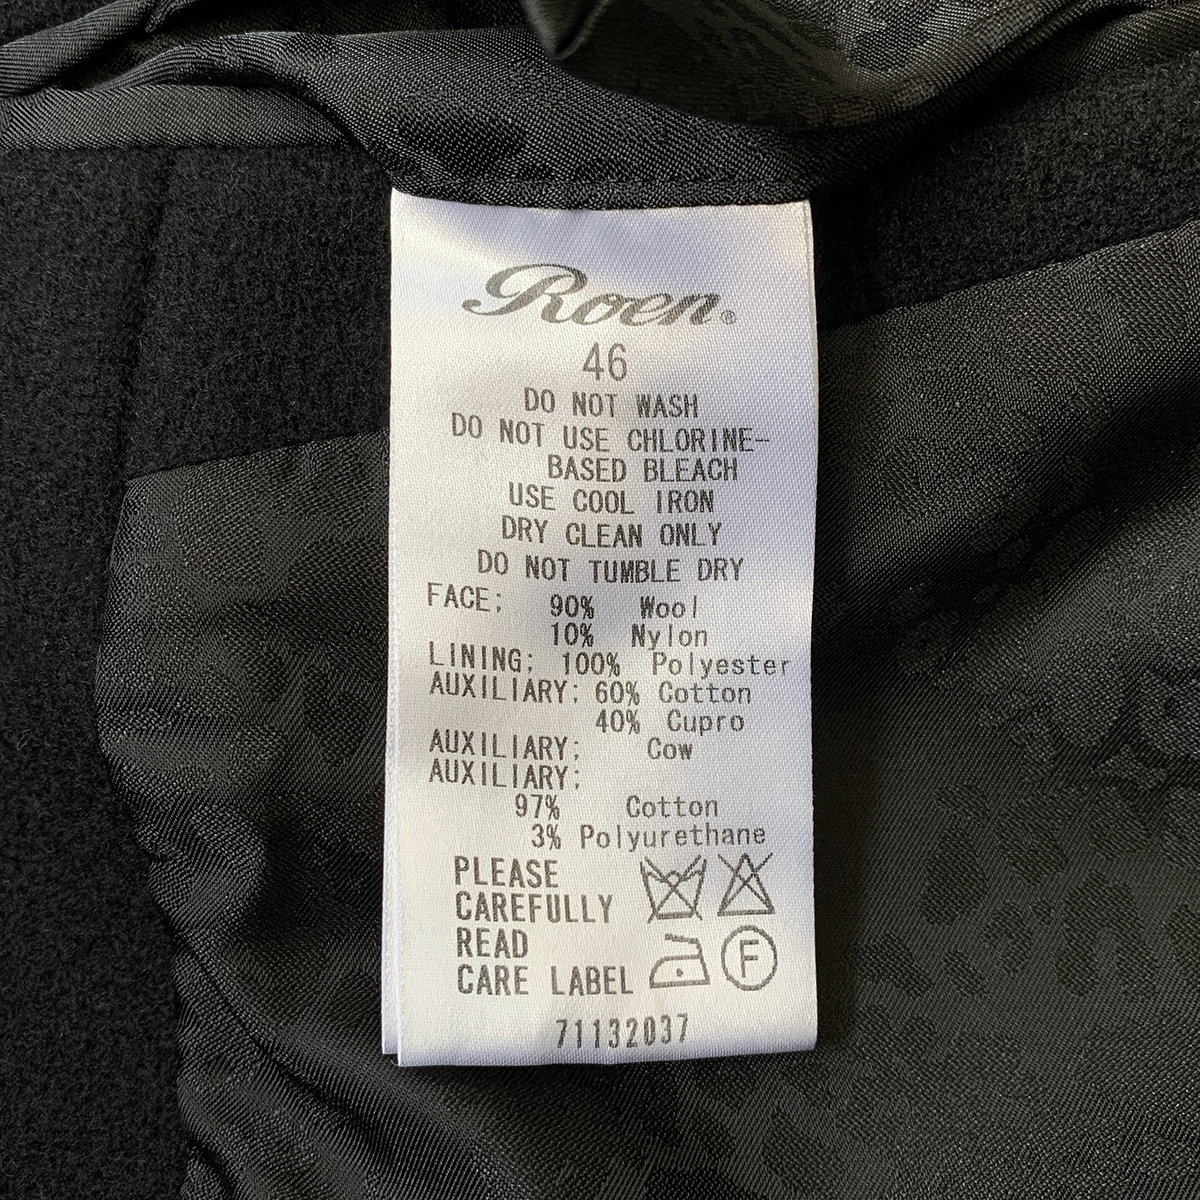 Roen®
46
DO NOT WASH
DO NOT USE CHLORINE-
BASED BLEACH
USE COOL IRON
DRY CLEAN ONLY
DO NOT TUMBLE DRY
FACE; 90% Wool
10% Nylon
LINING; 100% Polyester
AUXILIARY; 60% Cotton
40% Cupro
AUXILIARY; Cow
AUXILIARY;
97% Cotton
3% Polyurethane
PLEASE
CAREFULLY
READ
CARE LABEL
F
71132037